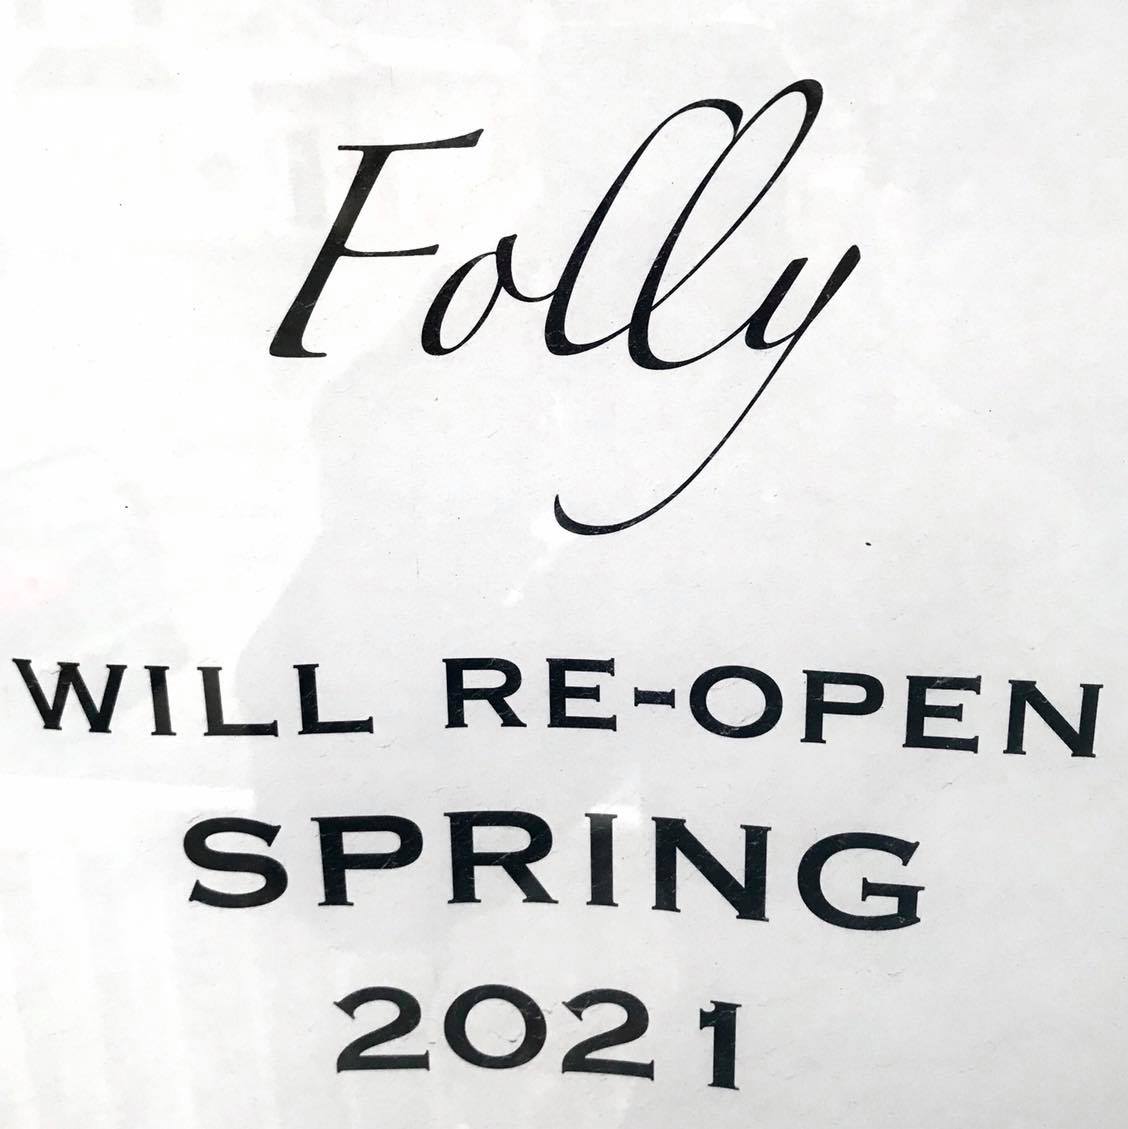 Folly
WILL RE-OPEN
SPRING
2021